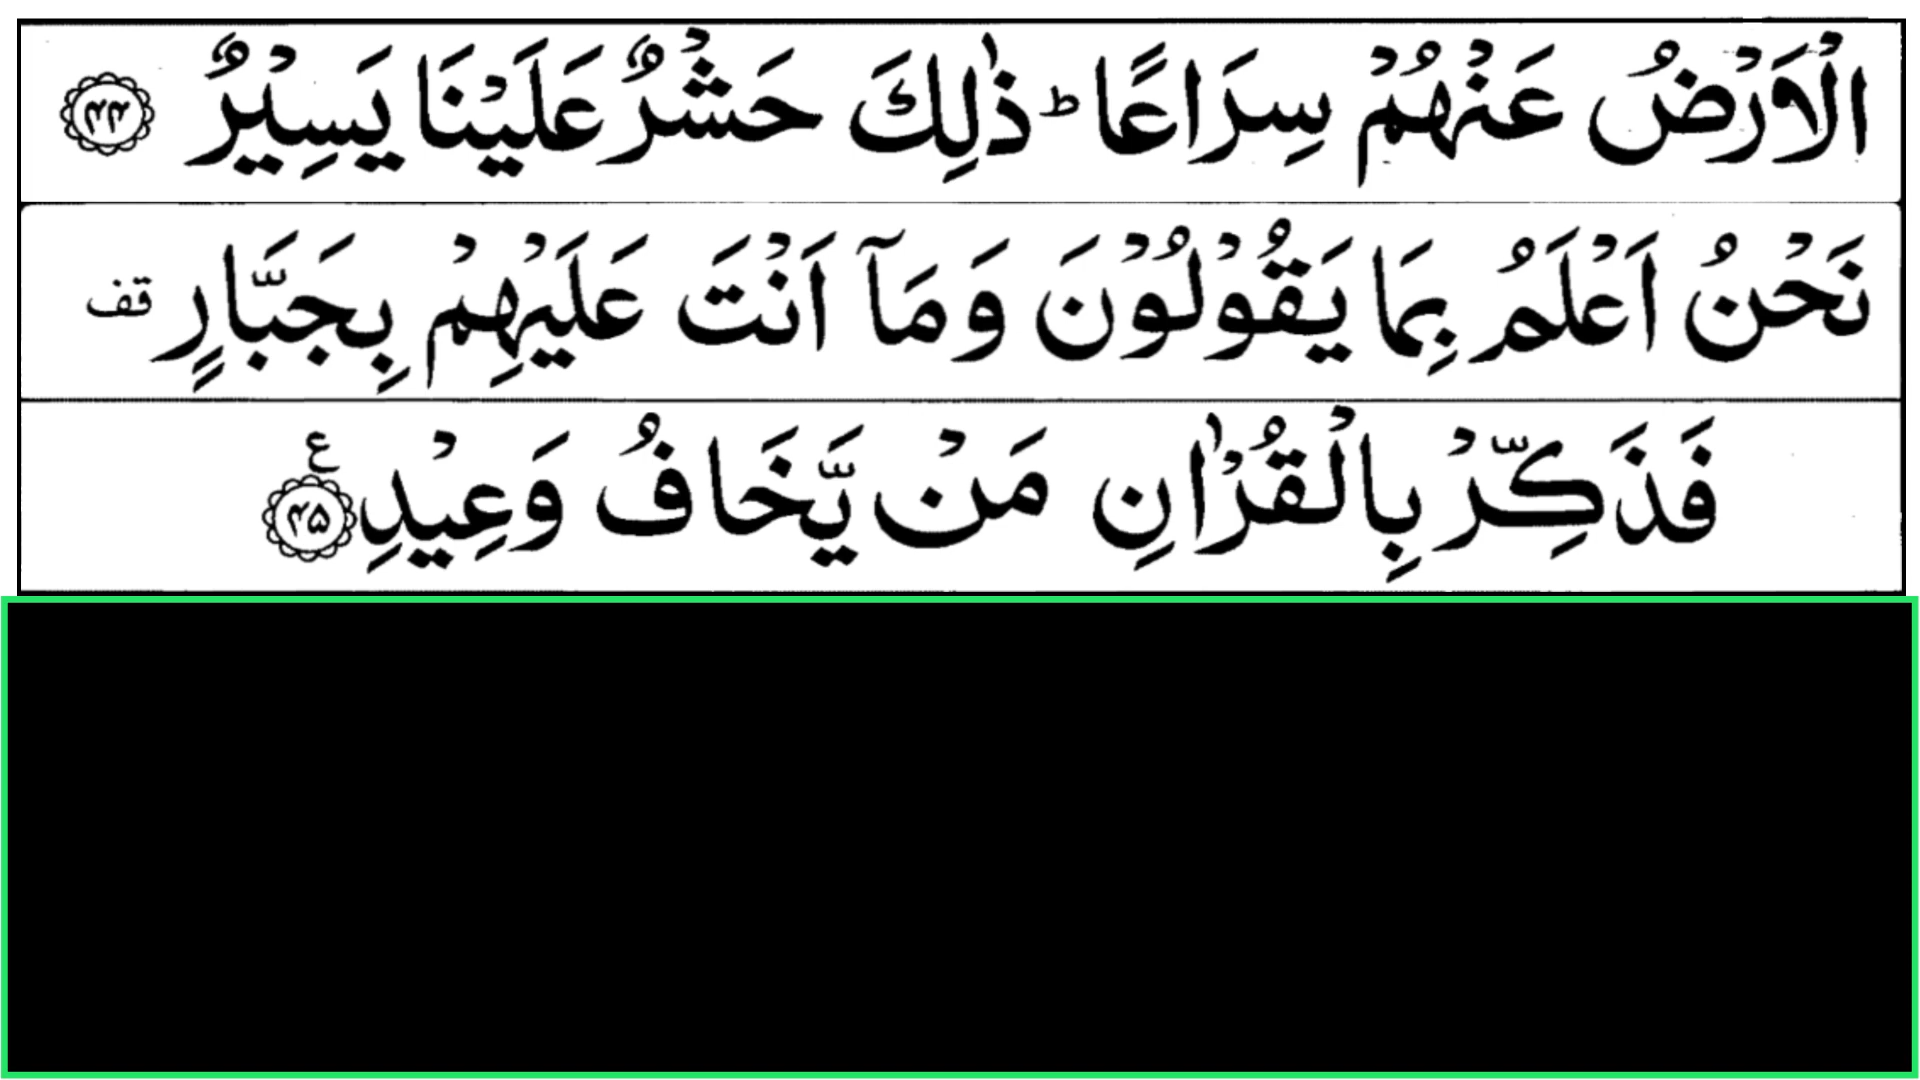 الْاَرْضُ عَنْهُمْ سِرَاعًا ؕ ذٰلِكَ حَشْرٌ عَلَيْنَا يَسِيْرٌ ۴۴
نَحْنُ اَعْلَمُ بِمَا يَقُوْلُوْنَ وَمَآ اَنْتَ عَلَيْهِمْ بِجَبَّارٍ قف
فَذَكِّرْ بِالْقُرْاٰنِ مَنْ يَّخَافُ وَعِيْدِ ۴۵ ع